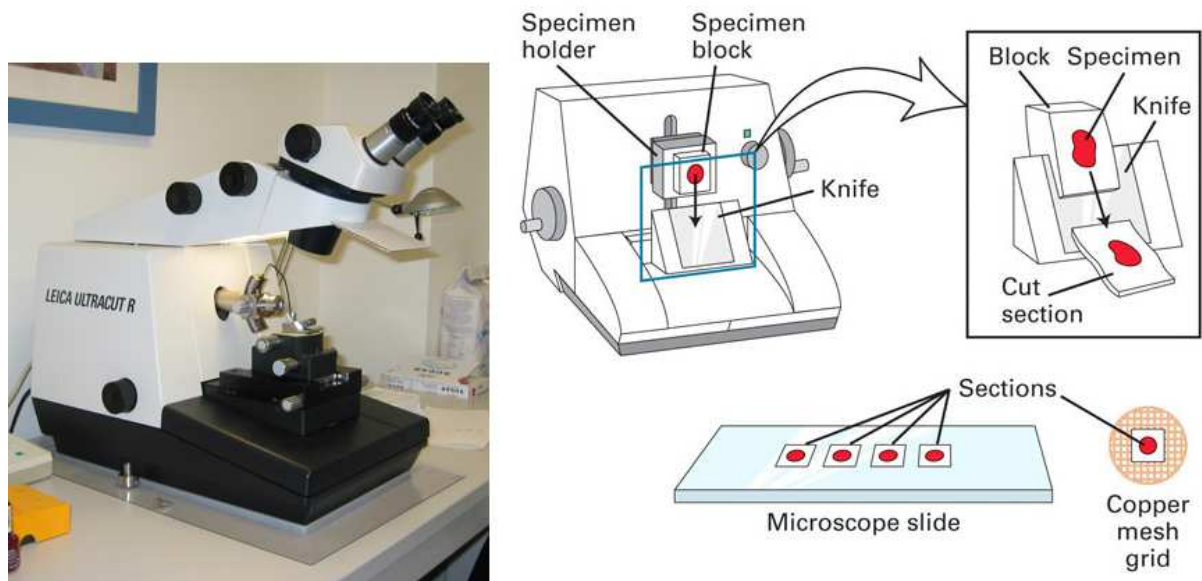 LEICA ULTRACUT R
Specimen
holder
Specimen
block
Knife
Block
Specimen
Knife
Cut
section
Sections
Microscope slide
Copper
mesh
grid